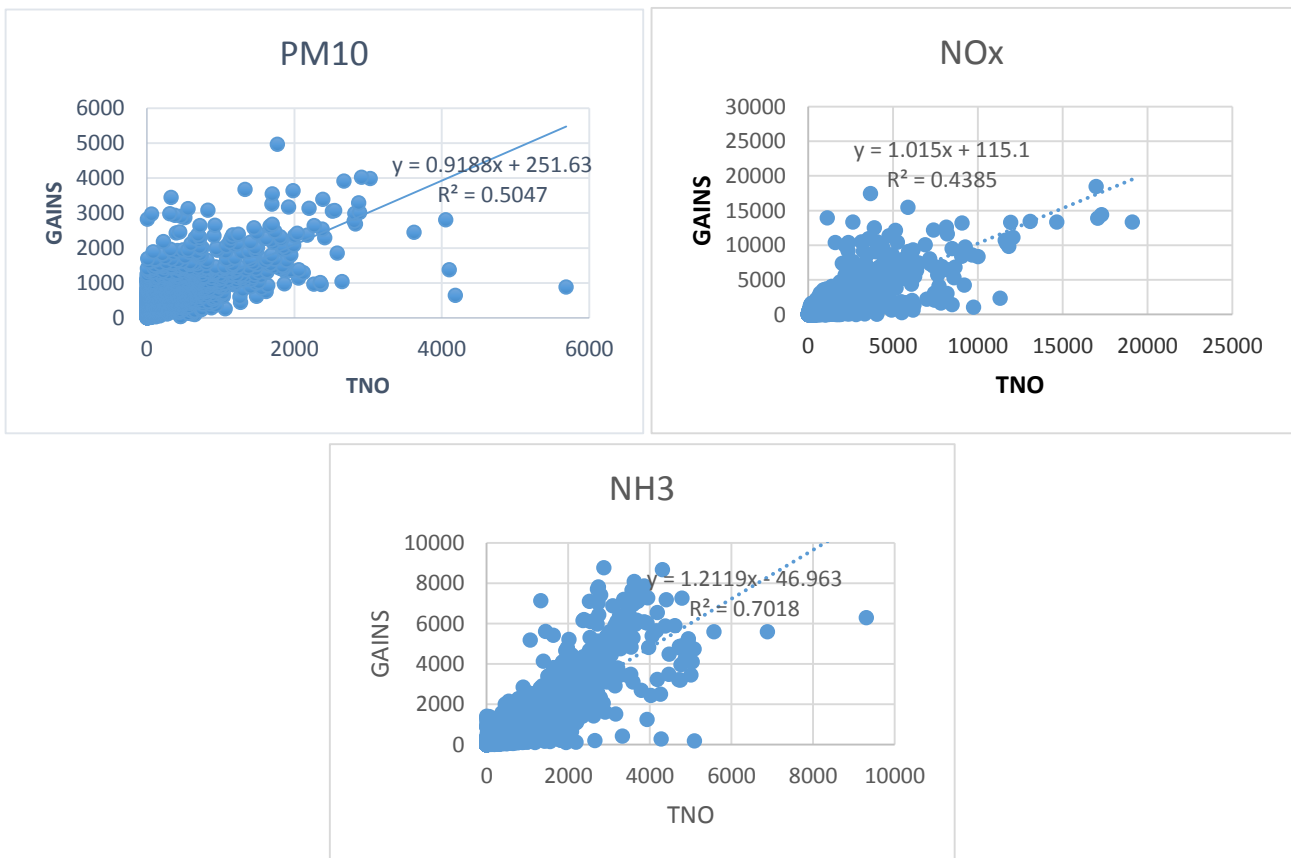 PM10
6000
5000
4000
3000
2000
1000
0
GAINS
y = 0.9188x + 251.63
R² = 0.5047
0 2000 4000 6000
TNO
NOx
30000
25000
20000
15000
10000
5000
0
GAINS
y = 1.015x + 115.1
R² = 0.4385
0 5000 10000 15000 20000 25000
TNO
NH3
10000
8000
6000
4000
2000
0
GAINS
y = 1.2119x - 46.963
R² = 0.7018
0 2000 4000 6000 8000 10000
TNO